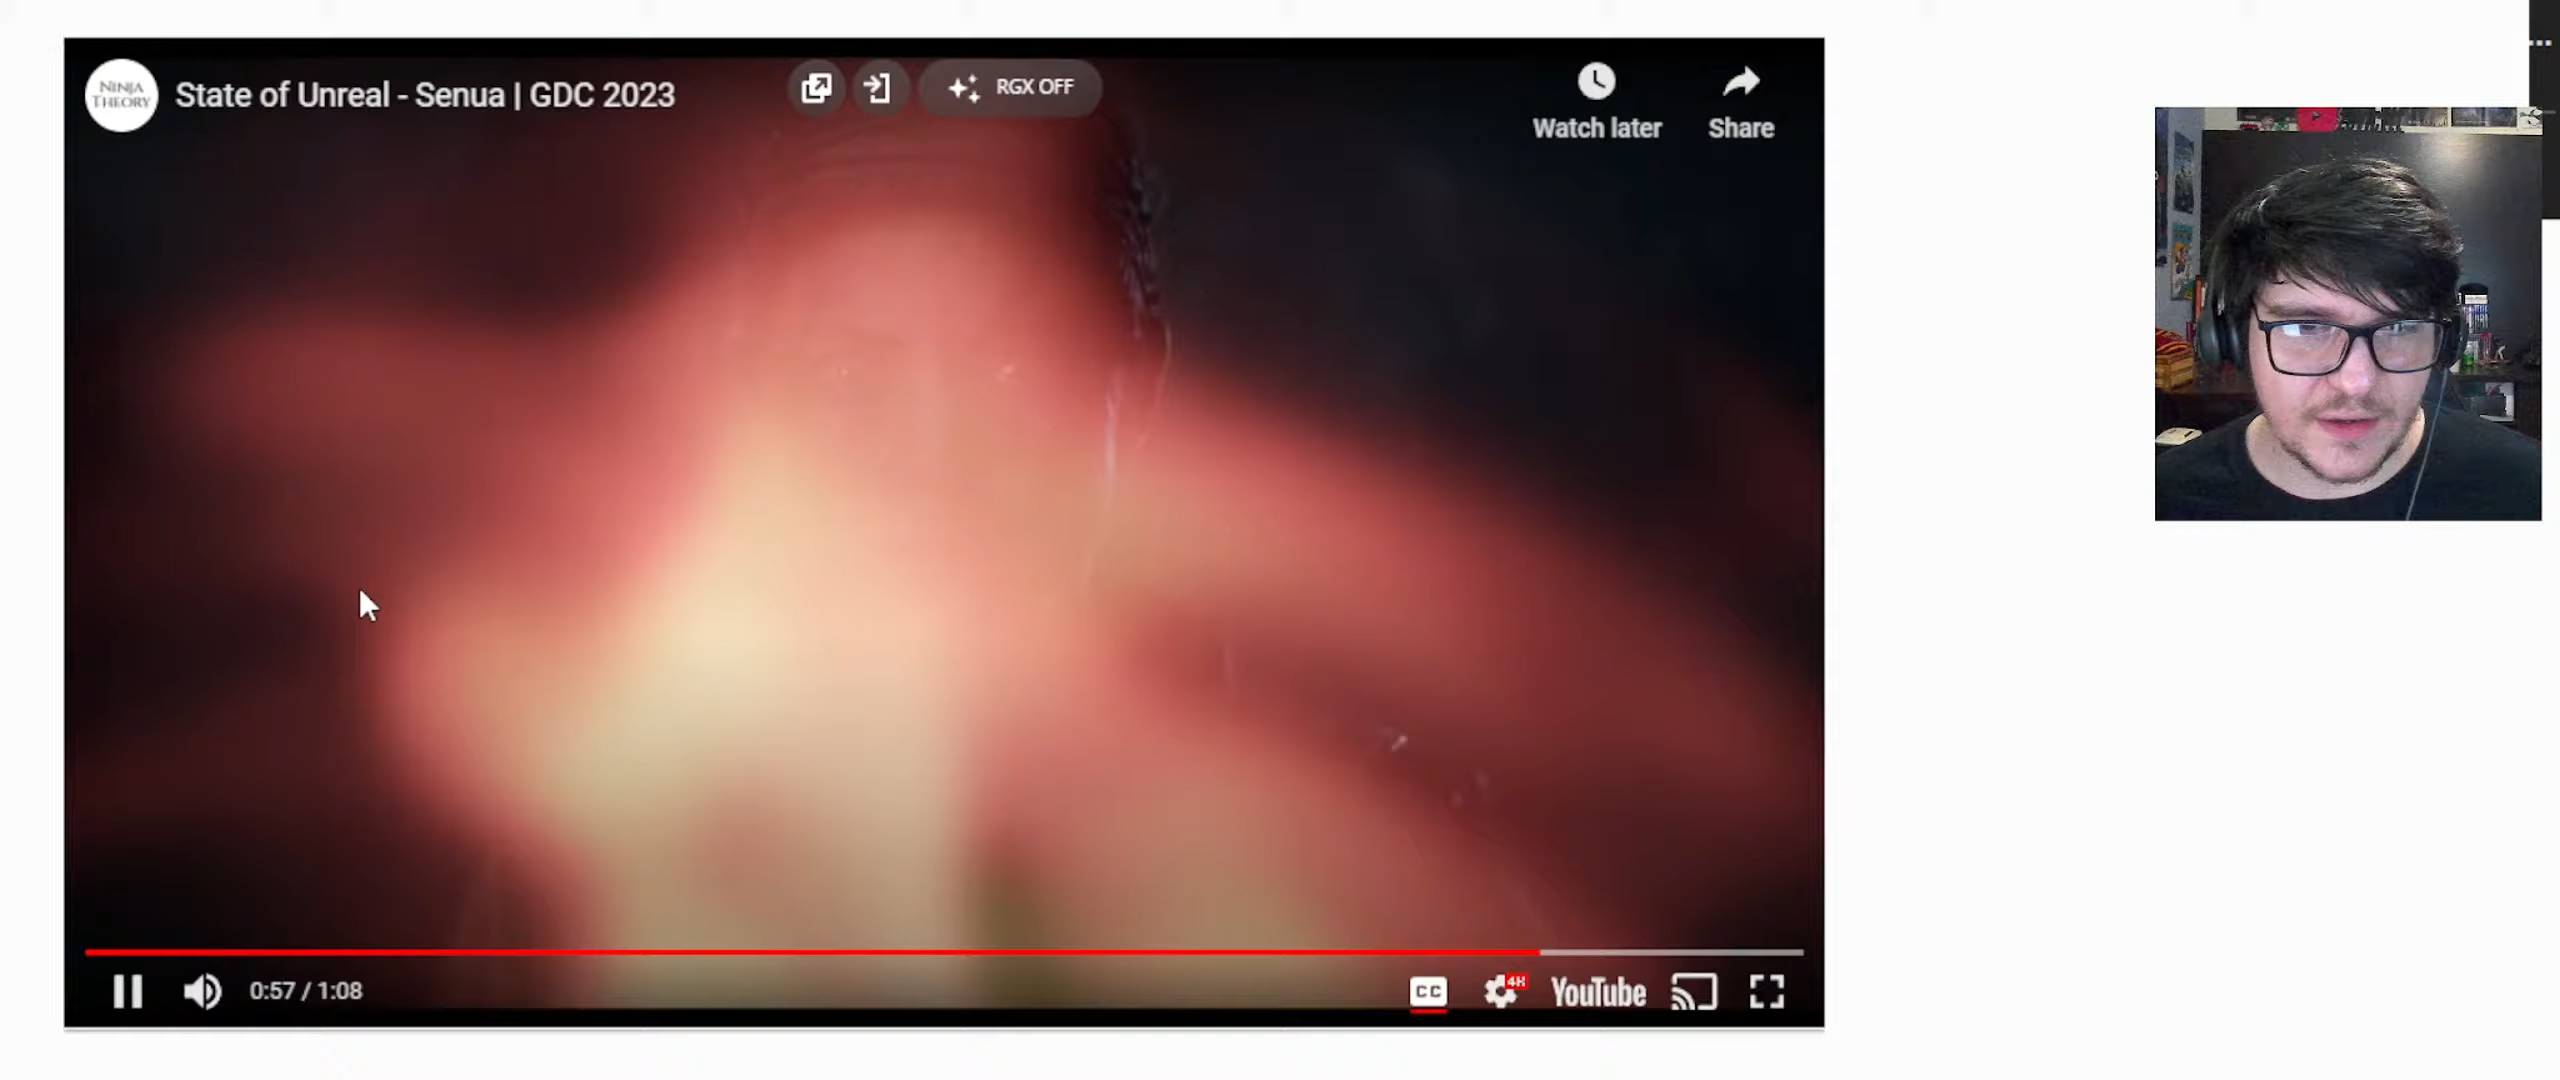 NINJA
THEORY
State of Unreal - Senua | GDC 2023
RGX OFF
Watch later
Share
0:57 / 1:08
CC
4K
YouTube